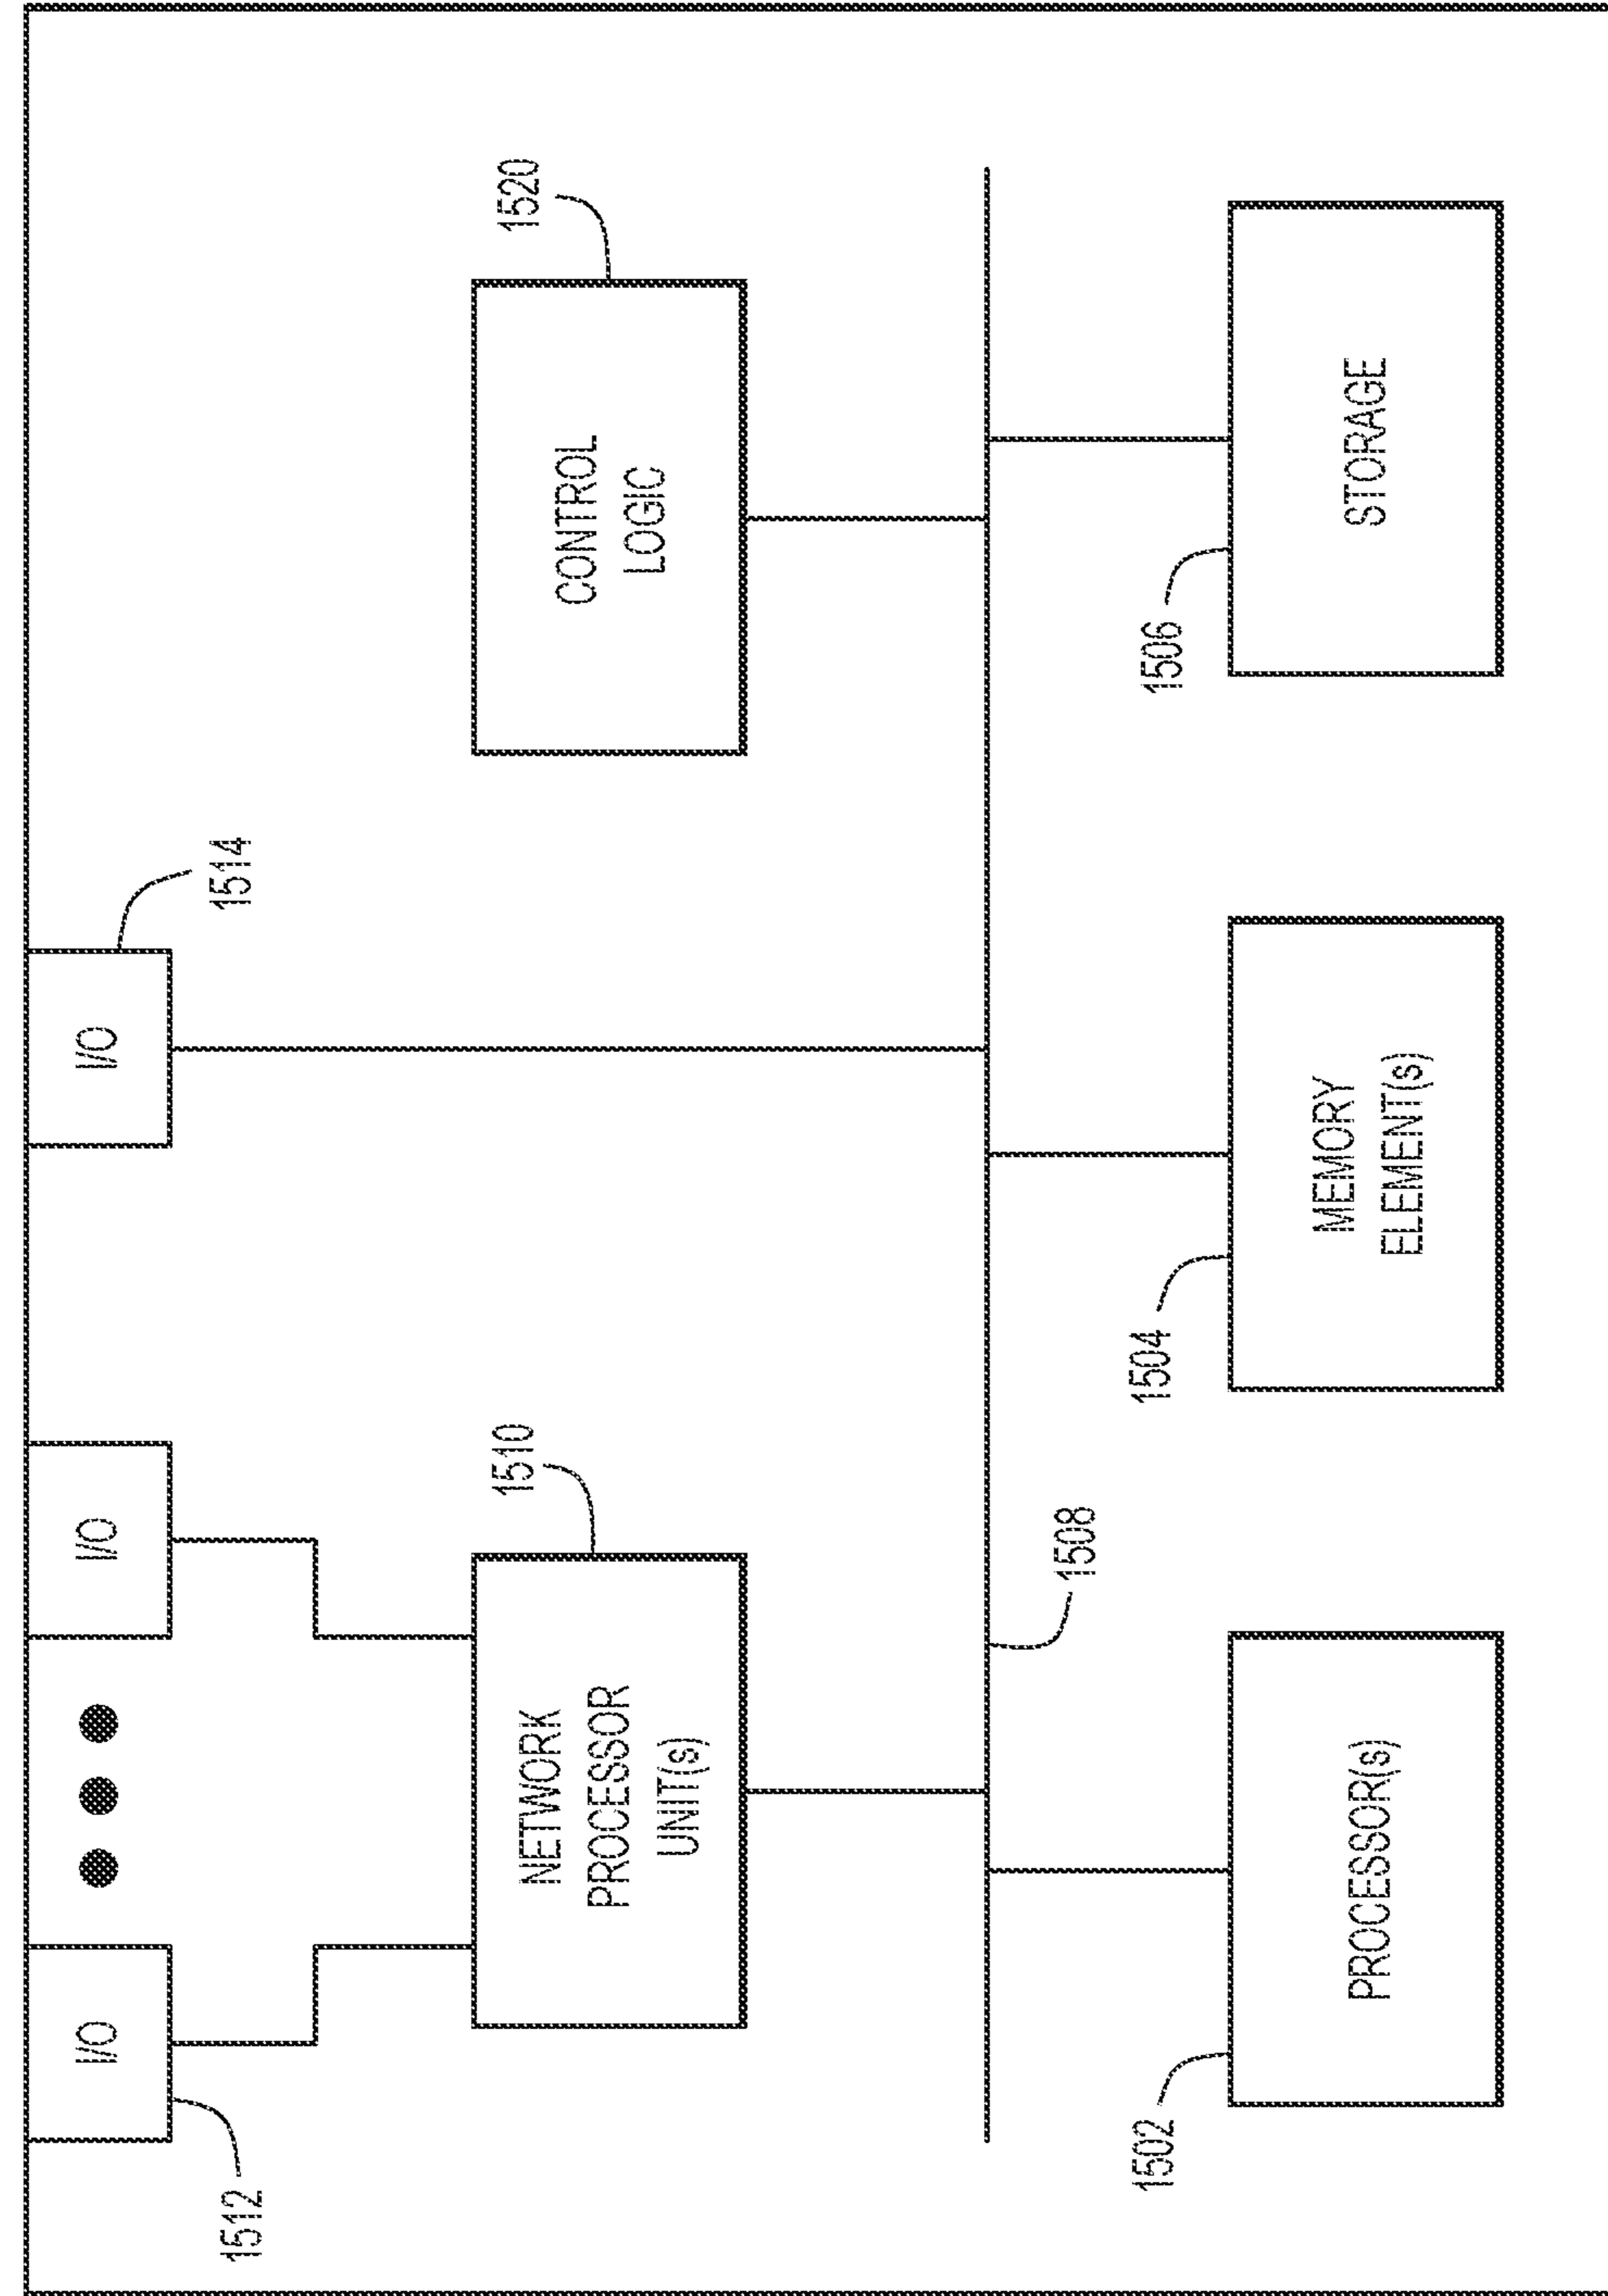 I/O
I/O
I/O
1512
1514
NETWORK
PROCESSOR
UNIT(s)
1510
CONTROL
LOGIC
1520
1508
PROCESSOR(s)
1502
MEMORY
ELEMENT(s)
1504
STORAGE
1506